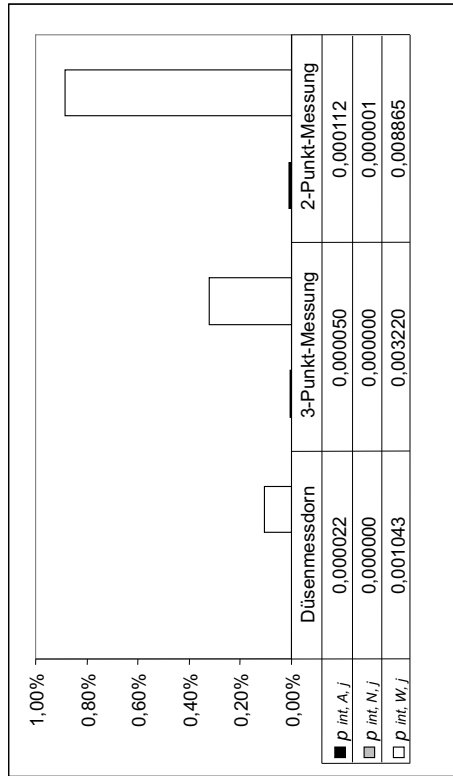 1,00%
0,80%
0,60%
0,40%
0,20%
0,00%
Düsenmessdorn 3-Punkt-Messung 2-Punkt-Messung
p int, A, j 0,000022 0,000050 0,000112
p int, N, j 0,000000 0,000000 0,000001
p int, W, j 0,001043 0,003220 0,008865